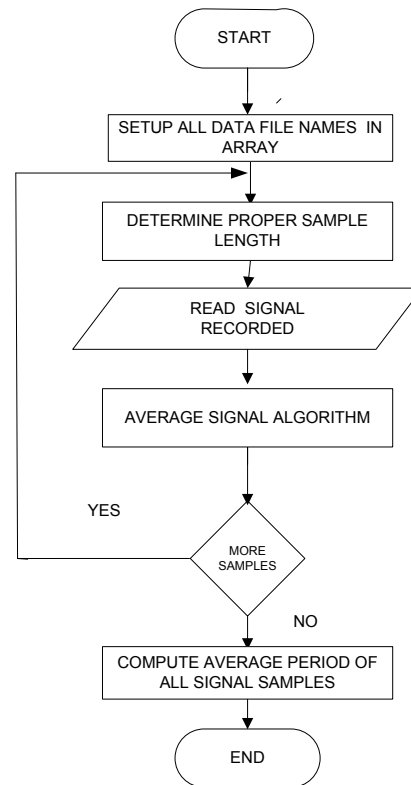 START
SETUP ALL DATA FILE NAMES IN
ARRAY
DETERMINE PROPER SAMPLE
LENGTH
READ SIGNAL
RECORDED
AVERAGE SIGNAL ALGORITHM
YES
MORE
SAMPLES
NO
COMPUTE AVERAGE PERIOD OF
ALL SIGNAL SAMPLES
END